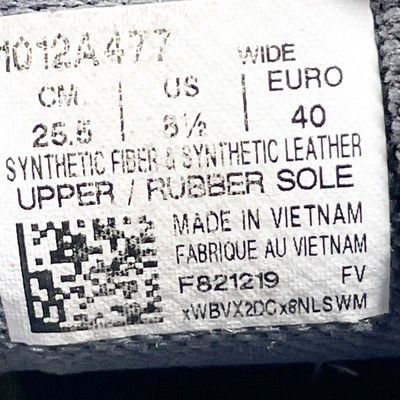 1012A477 WIDE
CM US EURO
25.5 8½ 40
SYNTHETIC FIBER & SYNTHETIC LEATHER
UPPER / RUBBER SOLE
MADE IN VIETNAM
FABRIQUE AU VIETNAM
F821219 FV
xWBVX2DCx8NLSWM